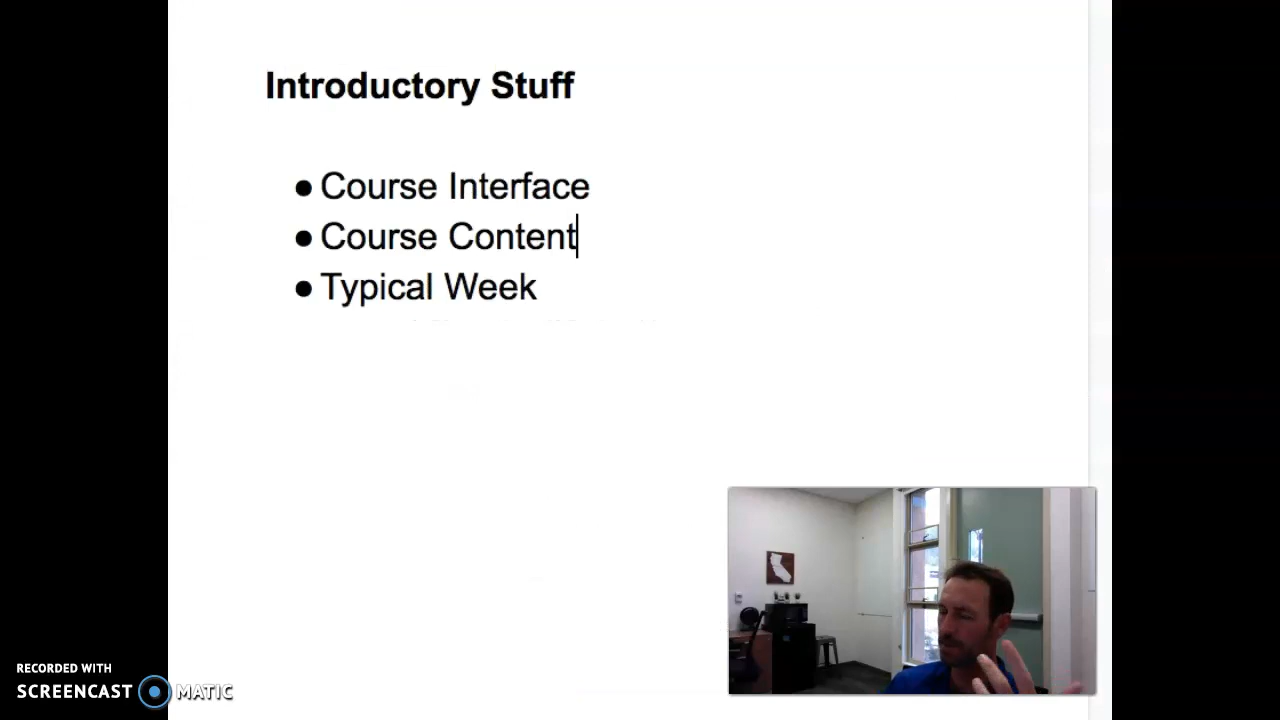 Introductory Stuff
● Course Interface
● Course Content
● Typical Week
RECORDED WITH
SCREENCAST MATIC